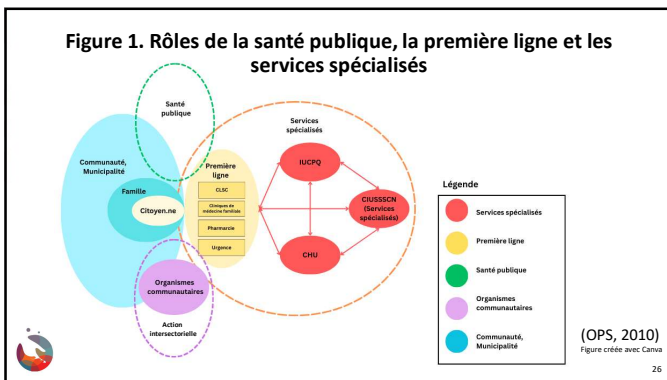 Figure 1. Rôles de la santé publique, la première ligne et les
services spécialisés
Santé
publique
Services
spécialisés
Communauté,
Municipalité
Première
ligne
IUCPQ
Famille
CLSC
Citoyen.ne
Cliniques de
médecine familiale
CIUSSSCN
(Services
spécialisés)
Pharmacie
Urgence
CHU
Organismes
communautaires
Action
intersectorielle
Légende
Services spécialisés
Première ligne
Santé publique
Organismes
communautaires
Communauté,
Municipalité
(OPS, 2010)
Figure créée avec Canva
26